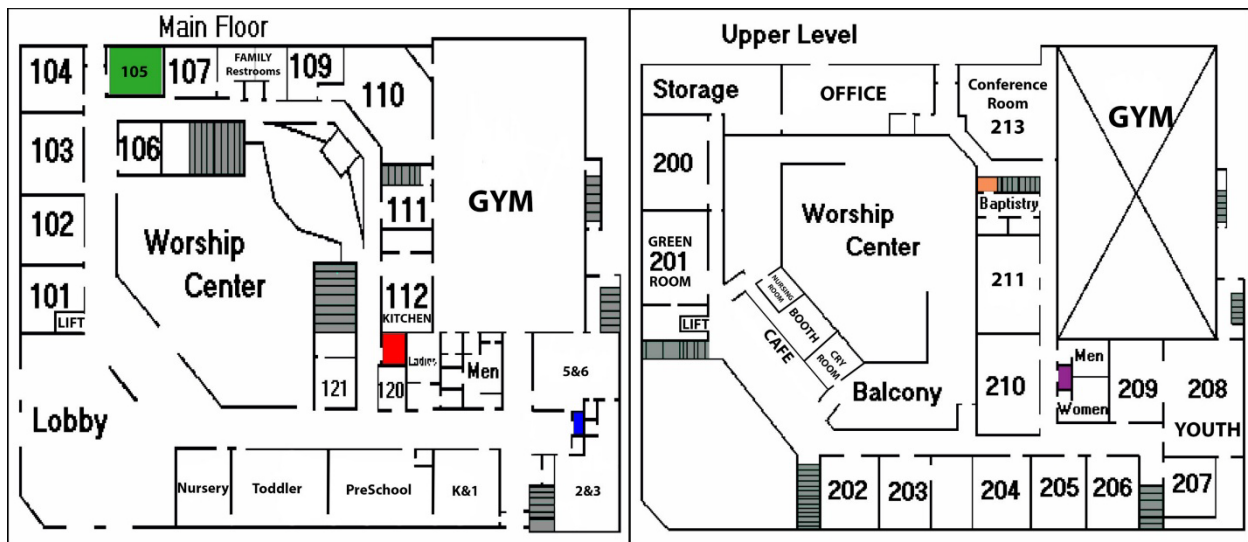 Main Floor
104
105
107
FAMILY
Restrooms
109
110
GYM
103
106
111
102
Worship
Center
101
LIFT
112
KITCHEN
Ladies
Men
5&6
121
120
Lobby
Nursery
Toddler
PreSchool
K&1
2&3
Upper Level
Storage
OFFICE
Conference
Room
213
GYM
200
Baptistry
Worship
Center
GREEN
201
ROOM
NURSING
ROOM
211
LIFT
CAFE
BOOTH
CRY
ROOM
Balcony
210
Men
Women
209
208
YOUTH
202
203
204
205
206
207